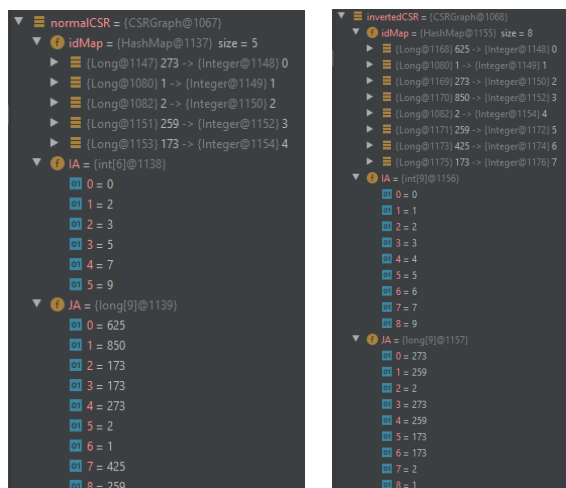 normalCSR = {CSRGraph@1067}
idMap = {HashMap@1137} size = 5
{Long@1147} 273 -> {Integer@1148} 0
{Long@1080} 1 -> {Integer@1149} 1
{Long@1082} 2 -> {Integer@1150} 2
{Long@1151} 259 -> {Integer@1152} 3
{Long@1153} 173 -> {Integer@1154} 4
IA = {int[6]@1138}
0 = 0
1 = 2
2 = 3
3 = 5
4 = 7
5 = 9
JA = {long[9]@1139}
0 = 625
1 = 850
2 = 173
3 = 173
4 = 273
5 = 2
6 = 1
7 = 425
8 = 259
invertedCSR = {CSRGraph@1068}
idMap = {HashMap@1155} size = 8
{Long@1168} 625 -> {Integer@1148} 0
{Long@1080} 1 -> {Integer@1149} 1
{Long@1169} 273 -> {Integer@1150} 2
{Long@1170} 850 -> {Integer@1152} 3
{Long@1082} 2 -> {Integer@1154} 4
{Long@1171} 259 -> {Integer@1172} 5
{Long@1173} 425 -> {Integer@1174} 6
{Long@1175} 173 -> {Integer@1176} 7
IA = {int[9]@1156}
0 = 0
1 = 1
2 = 2
3 = 3
4 = 4
5 = 5
6 = 6
7 = 7
8 = 9
JA = {long[9]@1157}
0 = 273
1 = 259
2 = 2
3 = 273
4 = 259
5 = 173
6 = 173
7 = 2
8 = 1